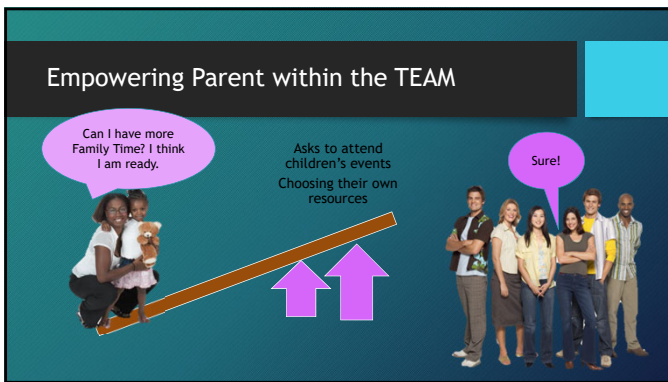 Empowering Parent within the TEAM
Can I have more
Family Time? I think
I am ready.
Asks to attend
children's events
Choosing their own
resources
Sure!